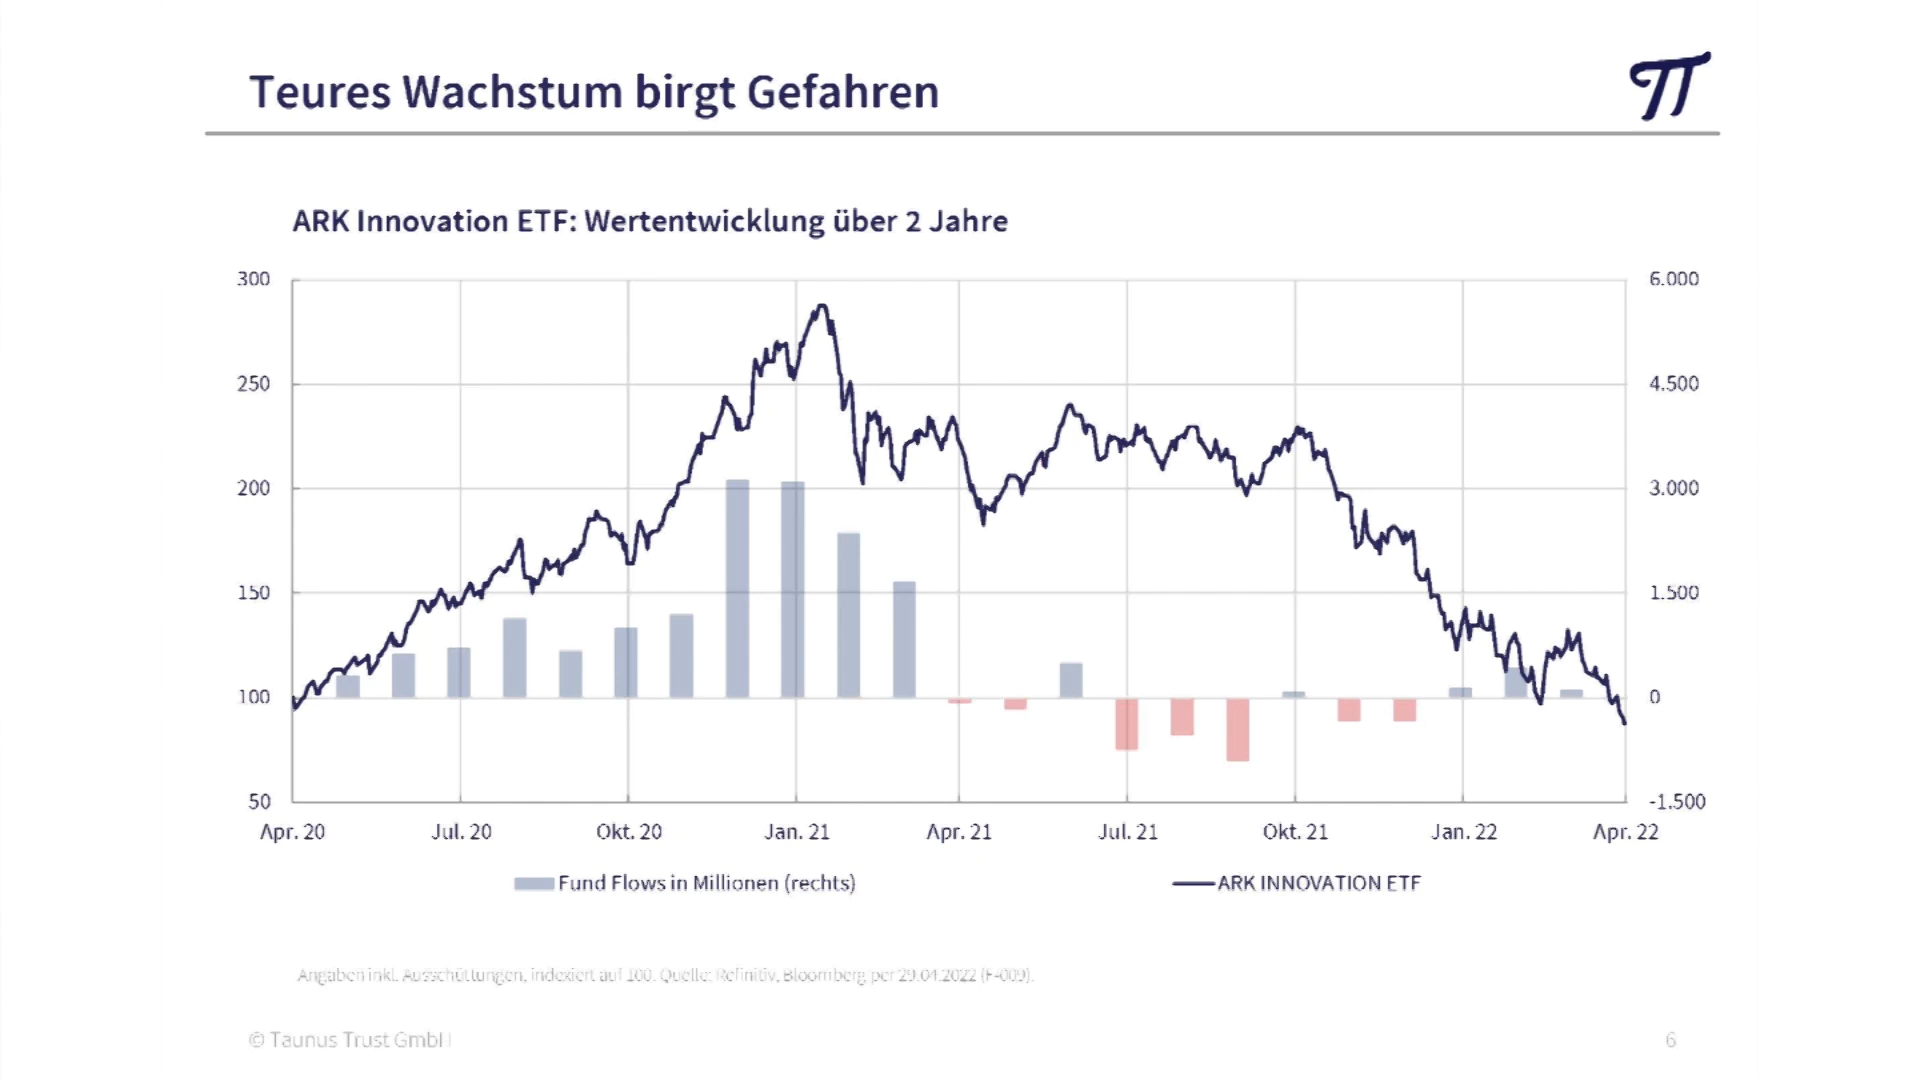 Teures Wachstum birgt Gefahren
ARK Innovation ETF: Wertentwicklung über 2 Jahre
300 6.000
250 4.500
200 3.000
150 1.500
100 0
50 -1.500
Apr. 20 Jul. 20 Okt. 20 Jan. 21 Apr. 21 Jul. 21 Okt. 21 Jan. 22 Apr. 22
Fund Flows in Millionen (rechts) ARK INNOVATION ETF
Angaben inkl. Ausschüttungen, indexiert auf 100. Quelle: Refinitiv, Bloomberg per 29.04.2022 (F-009).
© Taunus Trust GmbH 6